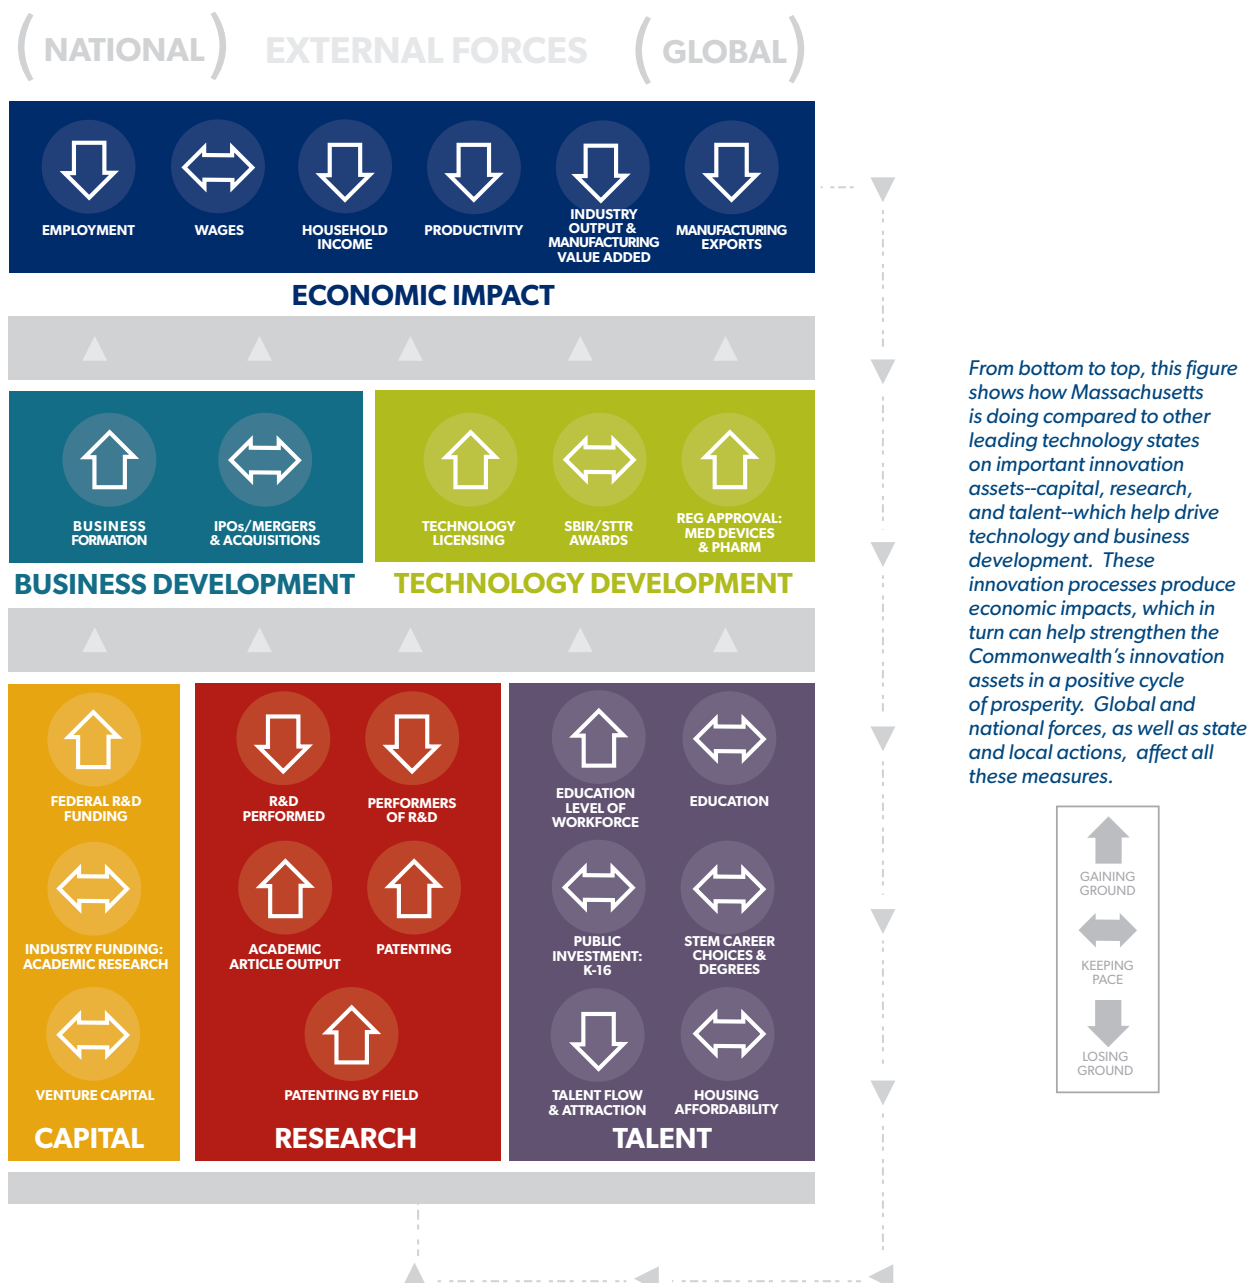 (NATIONAL) EXTERNAL FORCES (GLOBAL)
EMPLOYMENT
WAGES
HOUSEHOLD
INCOME
PRODUCTIVITY
INDUSTRY
OUTPUT &
MANUFACTURING
VALUE ADDED
MANUFACTURING
EXPORTS
ECONOMIC IMPACT
BUSINESS
FORMATION
IPOs/MERGERS
& ACQUISITIONS
BUSINESS DEVELOPMENT
TECHNOLOGY
LICENSING
SBIR/STTR
AWARDS
REG APPROVAL:
MED DEVICES
& PHARM
TECHNOLOGY DEVELOPMENT
FEDERAL R&D
FUNDING
INDUSTRY FUNDING:
ACADEMIC RESEARCH
VENTURE CAPITAL
CAPITAL
R&D
PERFORMED
PERFORMERS
OF R&D
ACADEMIC
ARTICLE OUTPUT
PATENTING
PATENTING BY FIELD
RESEARCH
EDUCATION
LEVEL OF
WORKFORCE
EDUCATION
PUBLIC
INVESTMENT:
K-16
STEM CAREER
CHOICES &
DEGREES
TALENT FLOW
& ATTRACTION
HOUSING
AFFORDABILITY
TALENT
From bottom to top, this figure
shows how Massachusetts
is doing compared to other
leading technology states
on important innovation
assets--capital, research,
and talent--which help drive
technology and business
development. These
innovation processes produce
economic impacts, which in
turn can help strengthen the
Commonwealth's innovation
assets in a positive cycle
of prosperity. Global and
national forces, as well as state
and local actions, affect all
these measures.
GAINING
GROUND
KEEPING
PACE
LOSING
GROUND